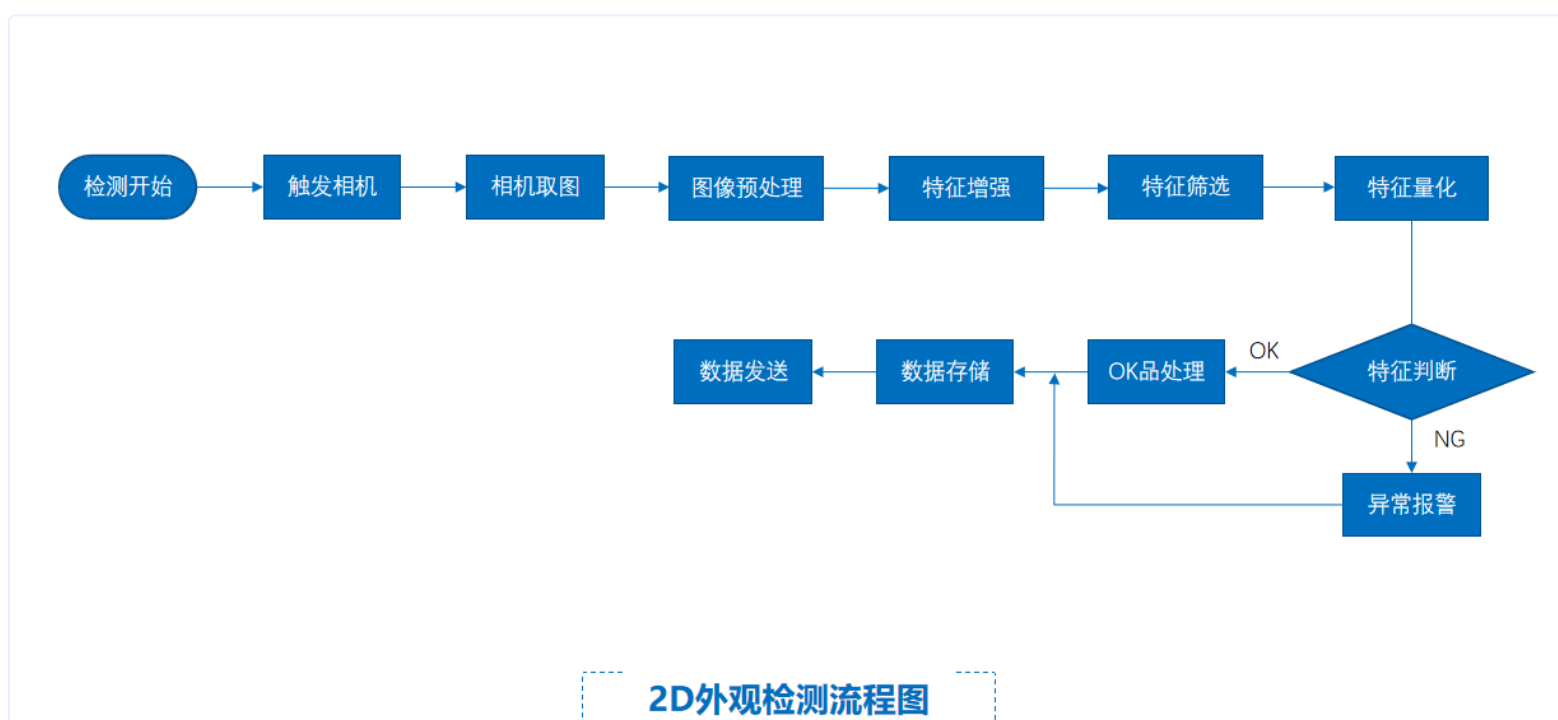 检测开始
触发相机
相机取图
图像预处理
特征增强
特征筛选
特征量化
特征判断
OK
OK品处理
数据存储
数据发送
NG
异常报警
2D外观检测流程图